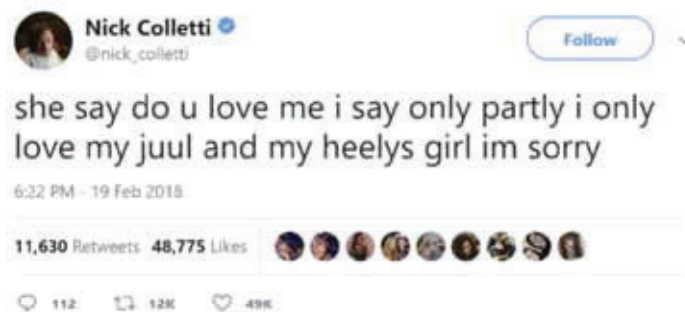 Nick Colletti
@nick_colletti
Follow
she say do u love me i say only partly i only
love my juul and my heelys girl im sorry
6:22 PM - 19 Feb 2018
11,630 Retweets 48,775 Likes
112 12K 49K